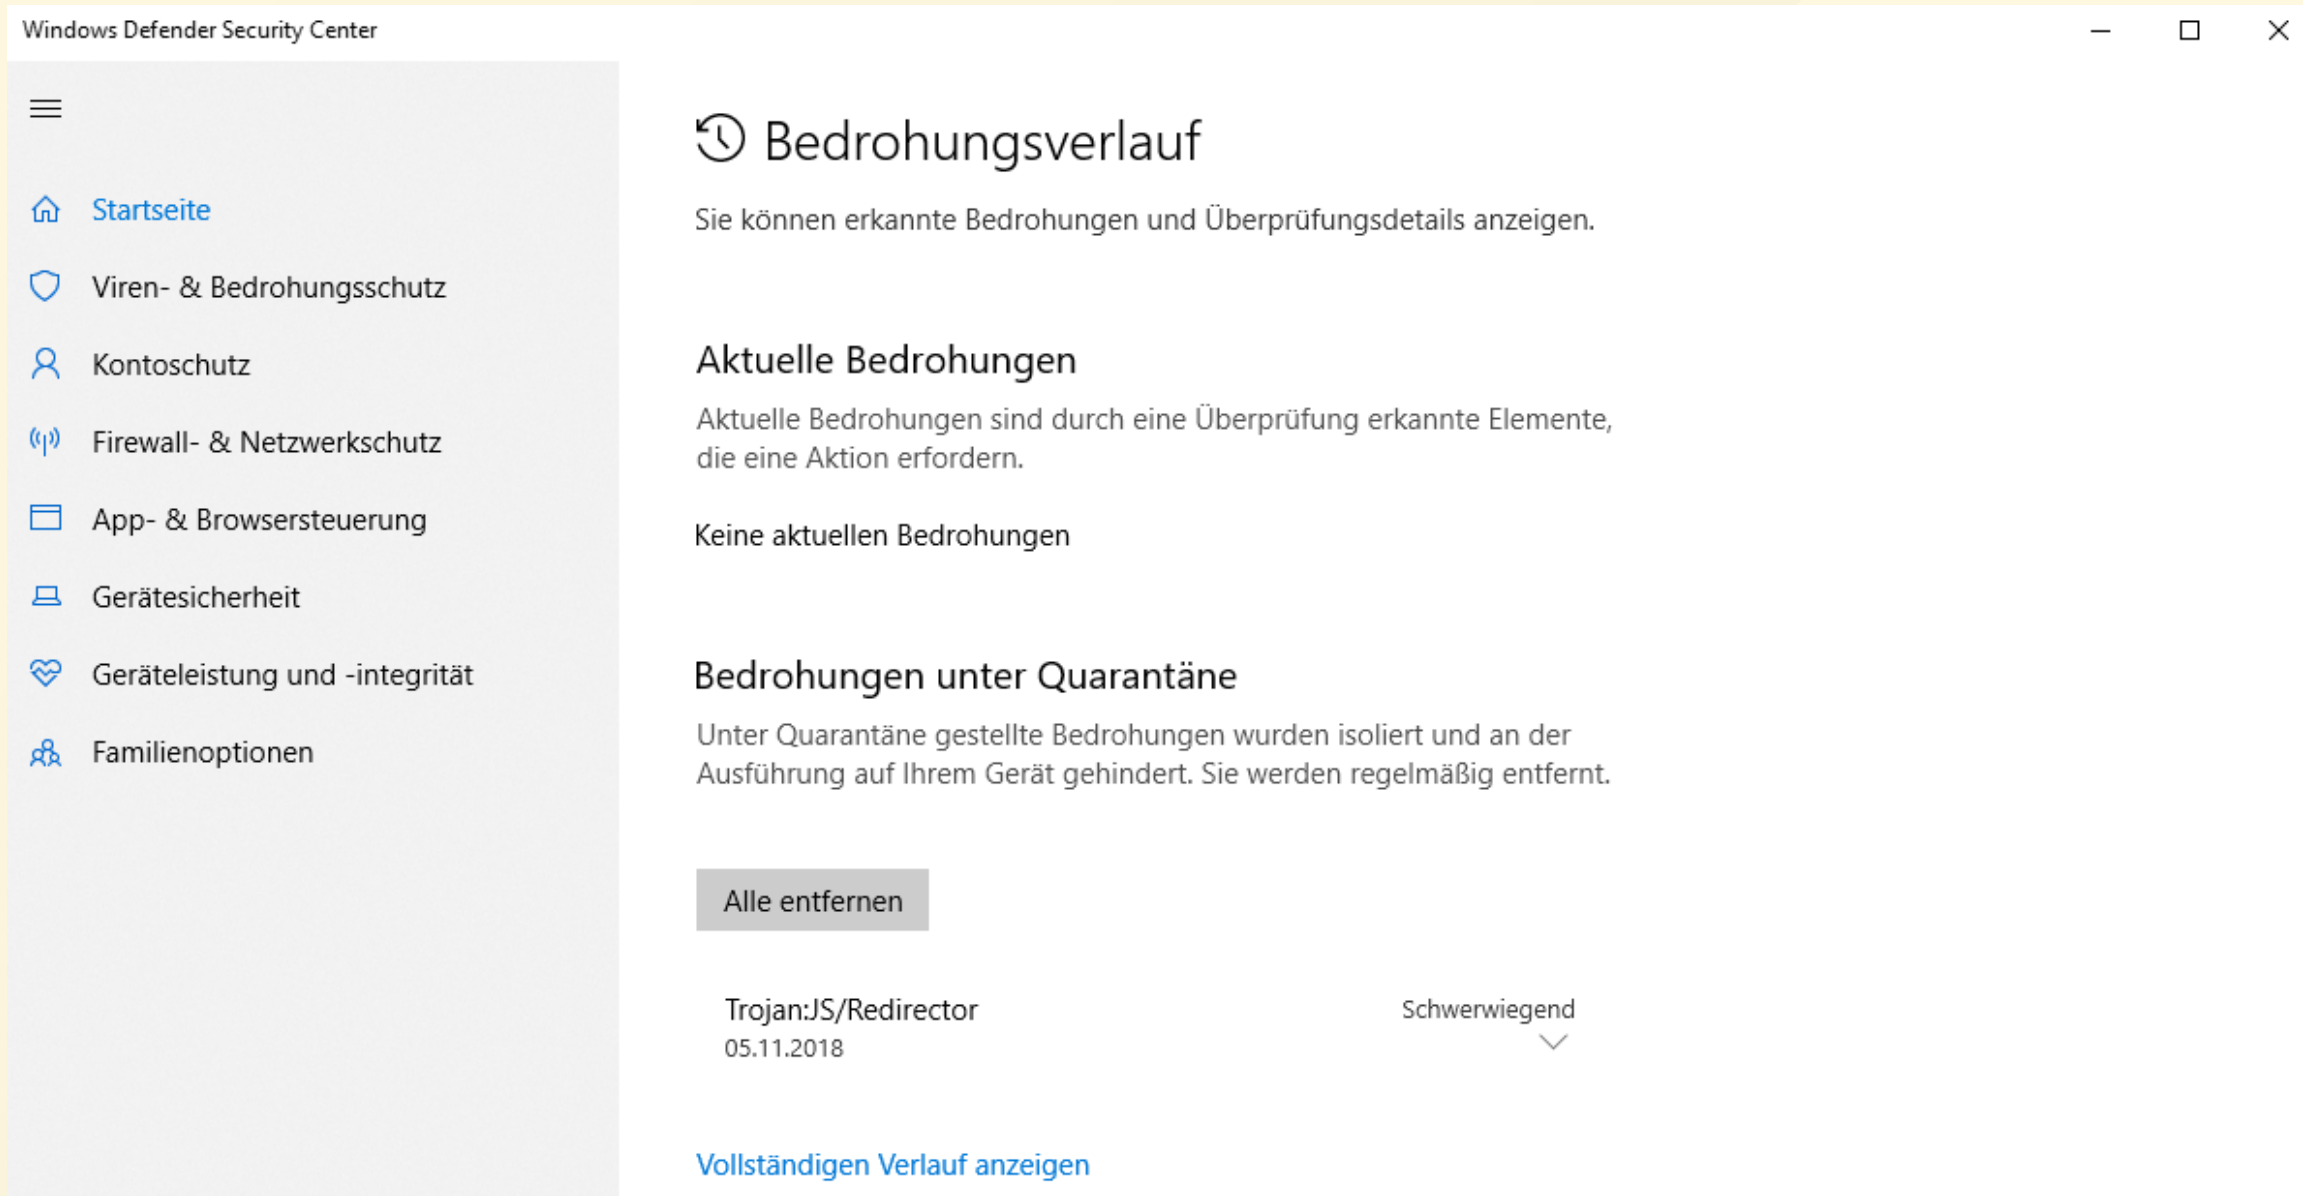 Windows Defender Security Center
Startseite
Viren- & Bedrohungsschutz
Kontoschutz
Firewall- & Netzwerkschutz
App- & Browsersteuerung
Gerätesicherheit
Geräteleistung und -integrität
Familienoptionen
Bedrohungsverlauf
Sie können erkannte Bedrohungen und Überprüfungsdetails anzeigen.
Aktuelle Bedrohungen
Aktuelle Bedrohungen sind durch eine Überprüfung erkannte Elemente,
die eine Aktion erfordern.
Keine aktuellen Bedrohungen
Bedrohungen unter Quarantäne
Unter Quarantäne gestellte Bedrohungen wurden isoliert und an der
Ausführung auf Ihrem Gerät gehindert. Sie werden regelmäßig entfernt.
Alle entfernen
Trojan:JS/Redirector Schwerwiegend
05.11.2018
Vollständigen Verlauf anzeigen